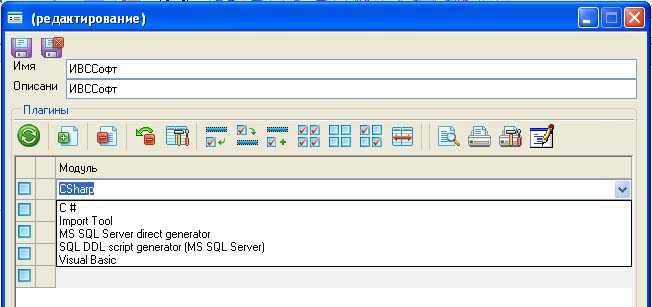 (редактирование)
Имя
ИВССофт
Описани
ИВССофт
Плагины
Модуль
CSharp
C #
Import Tool
MS SQL Server direct generator
SQL DDL script generator (MS SQL Server)
Visual Basic